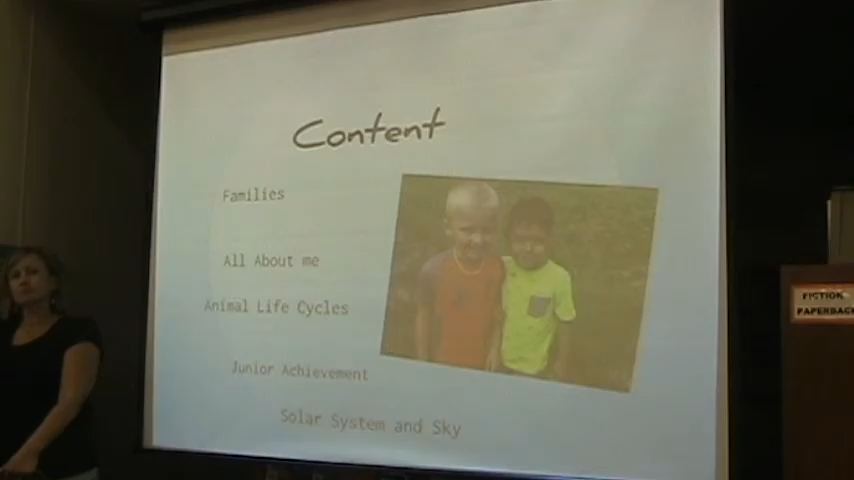 Content
Families
All About me
Animal Life Cycles
Junior Achievement
Solar System and Sky
FICTION
PAPERBACK